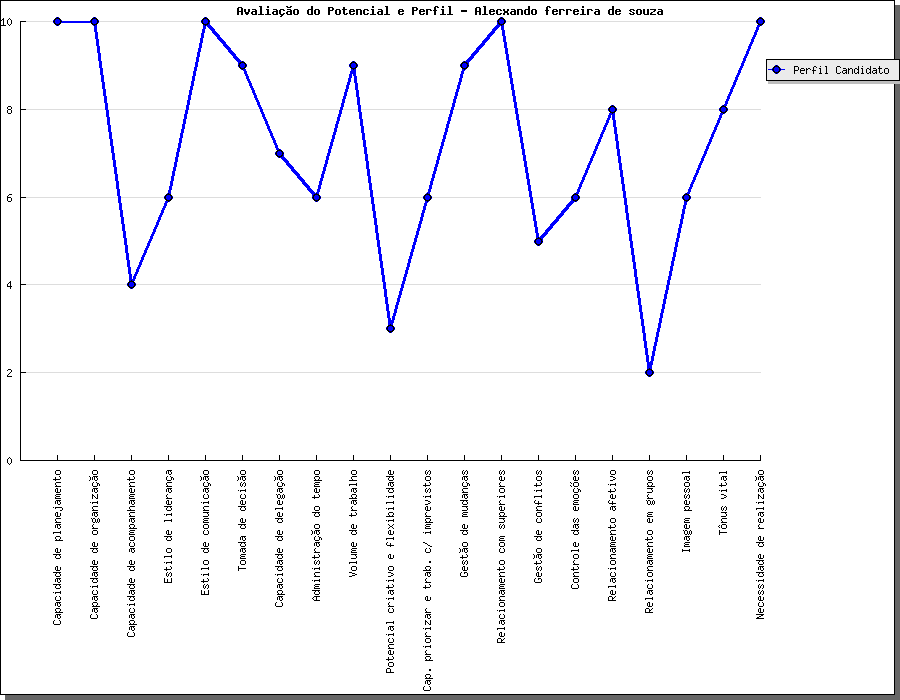 Avaliação do Potencial e Perfil - Alecxando ferreira de souza
10
8
6
4
2
0
Perfil Candidato
Capacidade de planejamento
Capacidade de organização
Capacidade de acompanhamento
Estilo de liderança
Estilo de comunicação
Tomada de decisão
Capacidade de delegação
Administração do tempo
Volume de trabalho
Potencial criativo e flexibilidade
Cap. priorizar e trab. c/ imprevistos
Gestão de mudanças
Relacionamento com superiores
Gestão de conflitos
Controle das emoções
Relacionamento afetivo
Relacionamento em grupos
Imagem pessoal
Tônus vital
Necessidade de realização